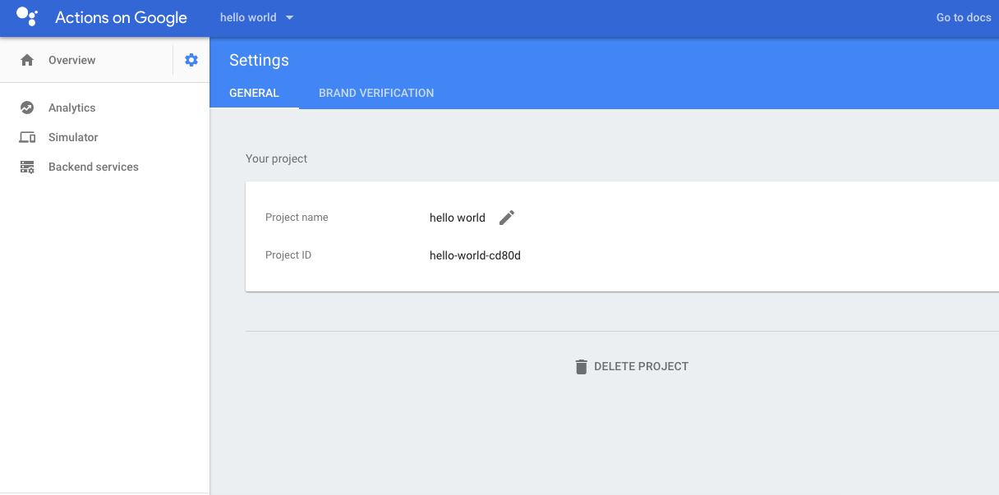 Actions on Google
hello world
Go to docs
Overview
Settings
GENERAL
BRAND VERIFICATION
Analytics
Simulator
Backend services
Your project
Project name
hello world
Project ID
hello-world-cd80d
DELETE PROJECT